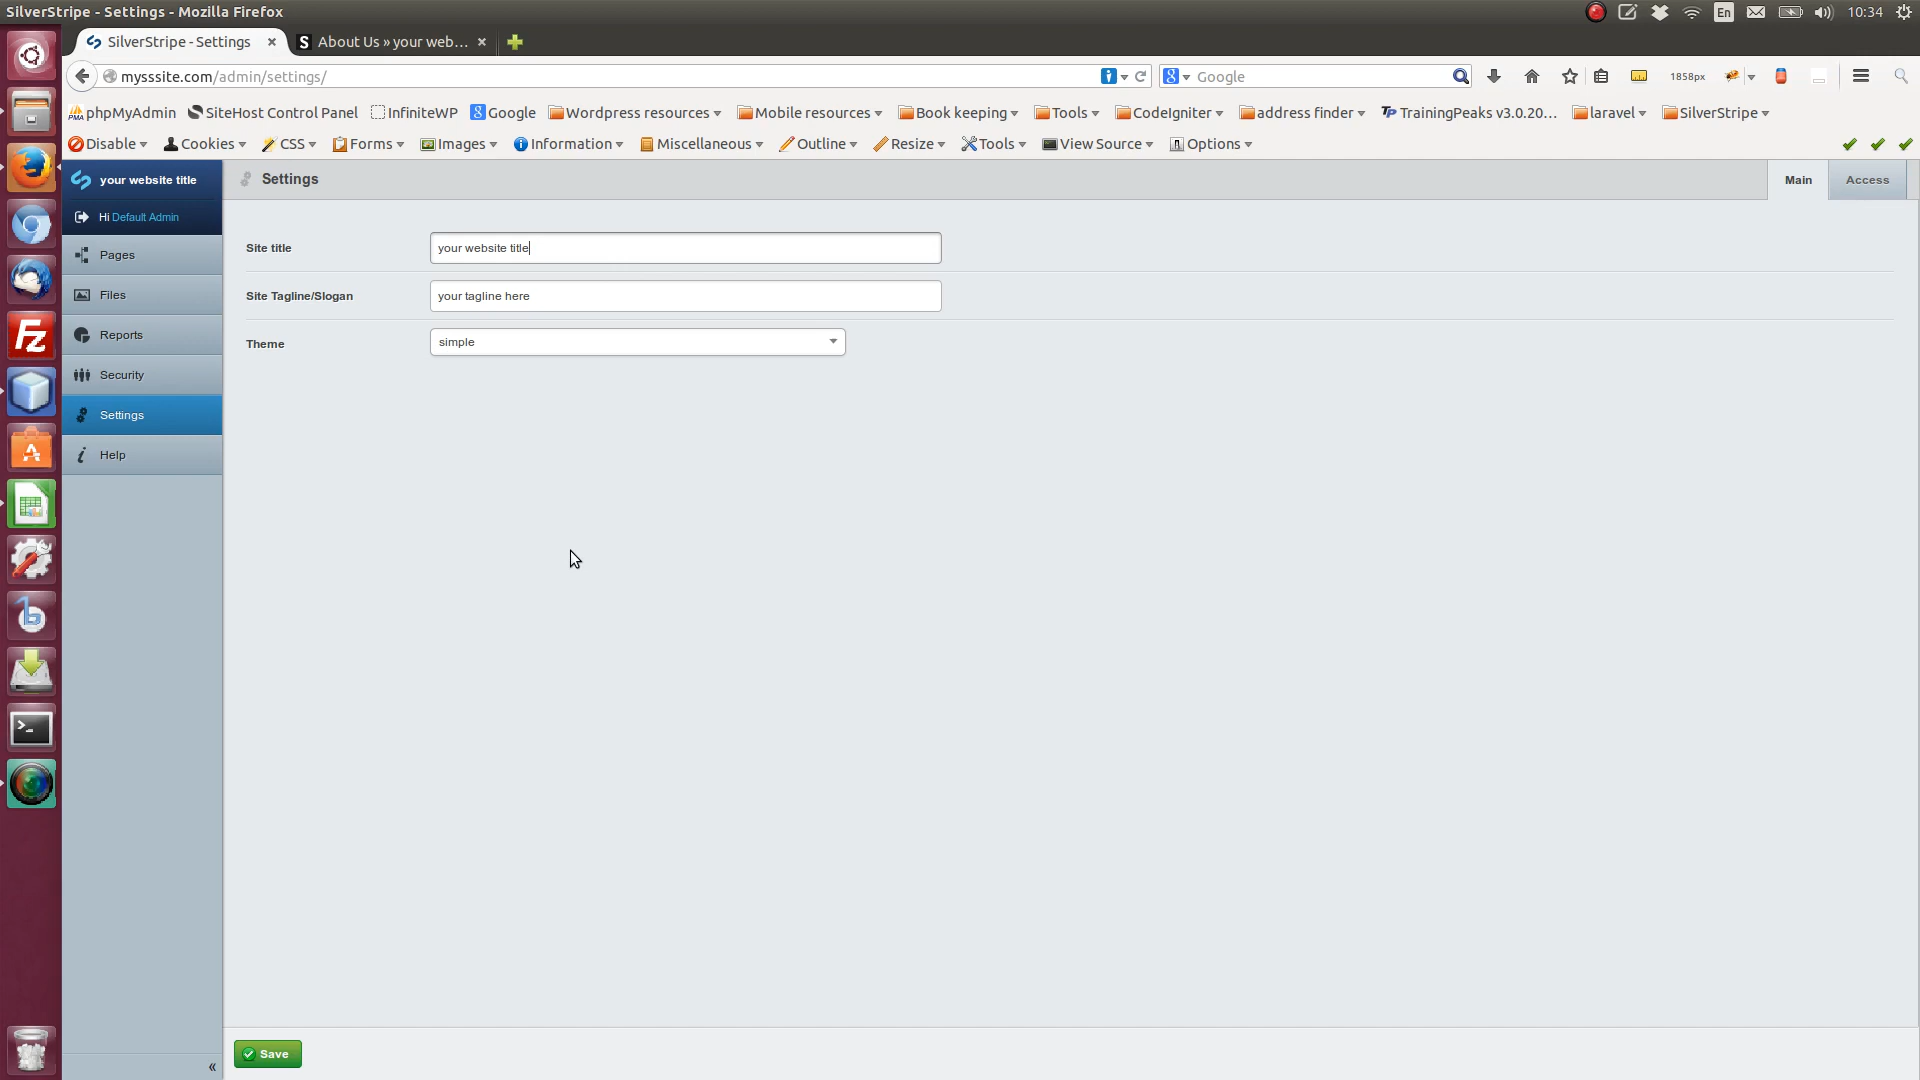 SilverStripe - Settings - Mozilla Firefox
En
10:34
SilverStripe - Settings
About Us » your web...
mysssite.com/admin/settings/
Google
1858px
phpMyAdmin
SiteHost Control Panel
InfiniteWP
Google
Wordpress resources
Mobile resources
Book keeping
Tools
CodeIgniter
address finder
TrainingPeaks v3.0.20...
laravel
SilverStripe
Disable
Cookies
CSS
Forms
Images
Information
Miscellaneous
Outline
Resize
Tools
View Source
Options
your website title
Settings
Main
Access
Hi Default Admin
Pages
Files
Reports
Security
Settings
Help
Site title
your website title
Site Tagline/Slogan
your tagline here
Theme
simple
Save